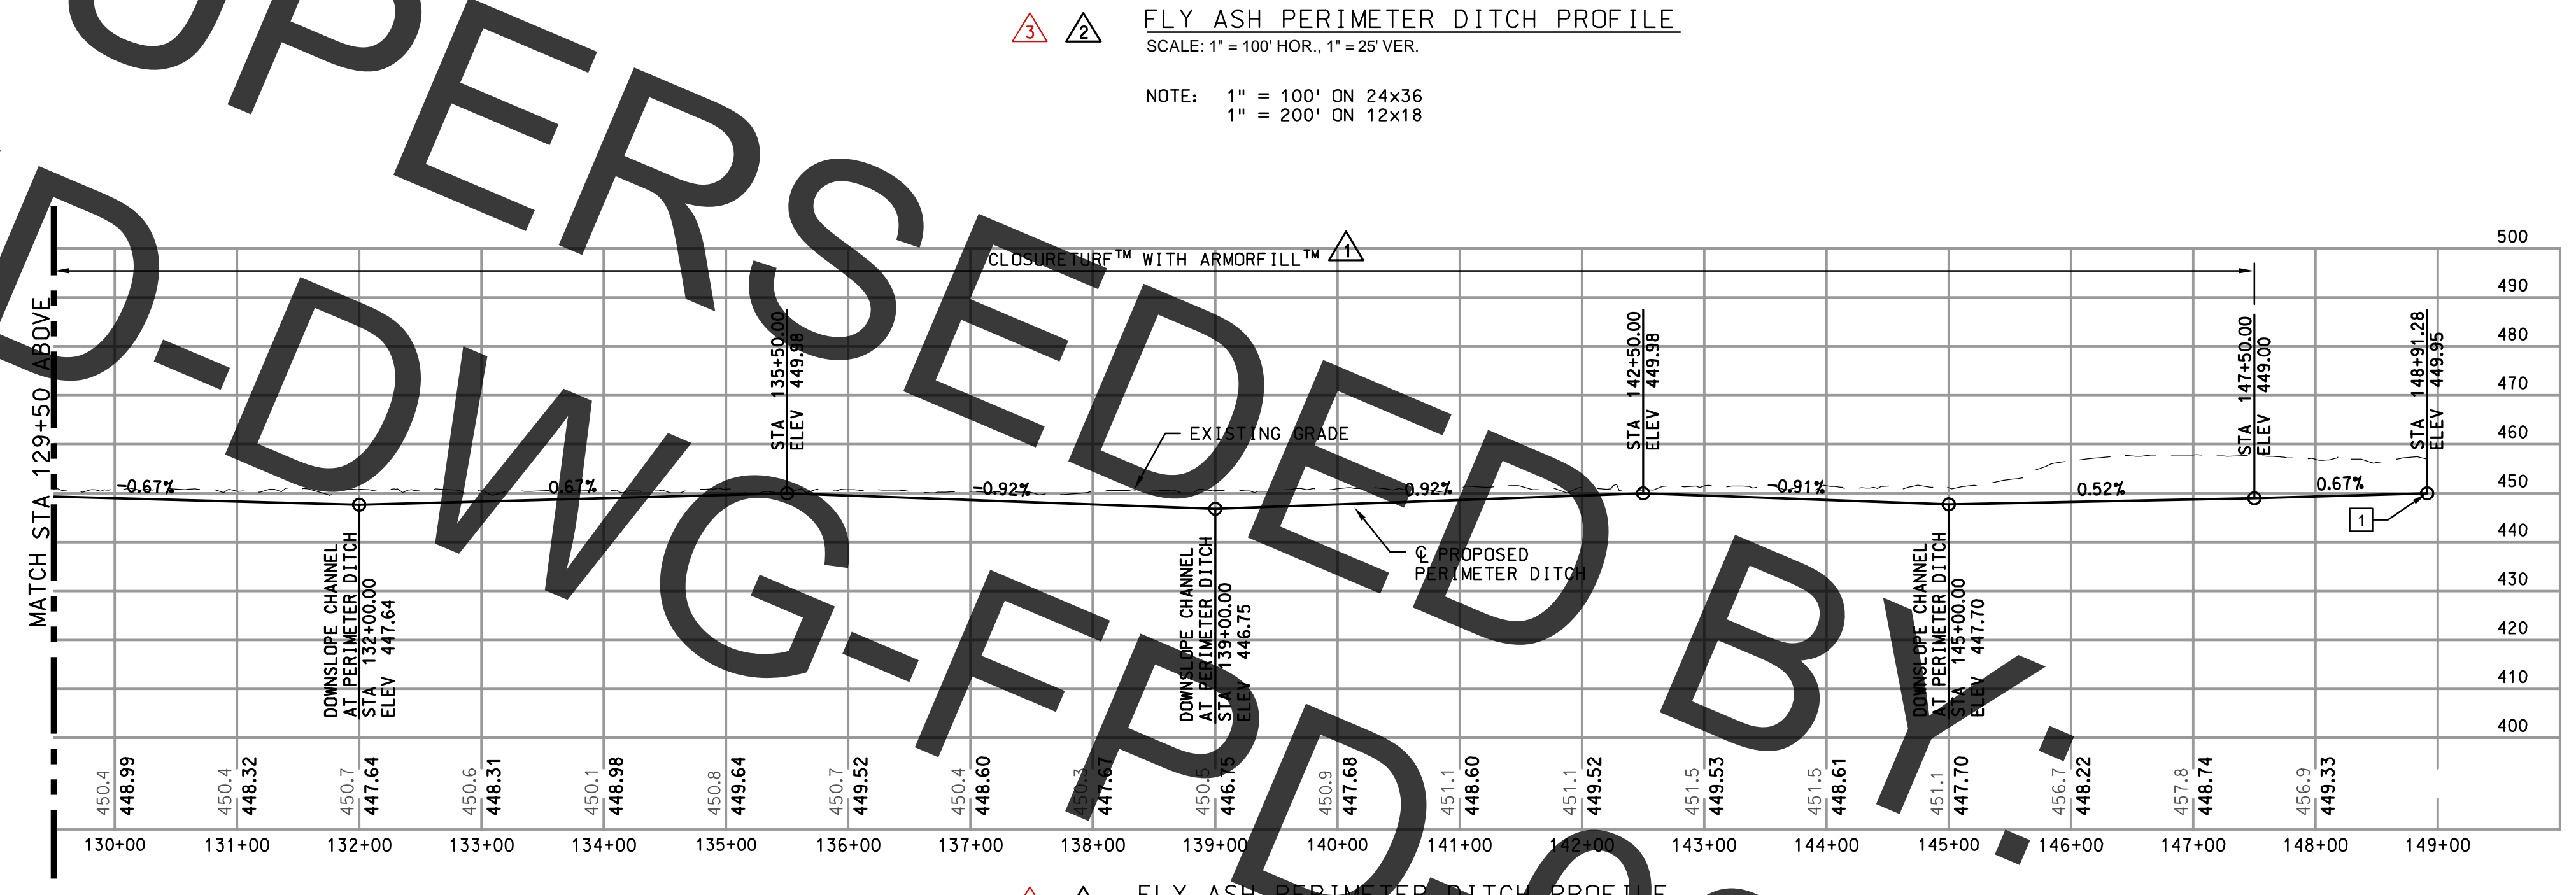 3 2 FLY ASH PERIMETER DITCH PROFILE
SCALE: 1" = 100' HOR., 1" = 25' VER.
NOTE: 1" = 100' ON 24x36
1" = 200' ON 12x18
SUPERSEDED BY:
D-DWG-FPD-
MATCH STA 129+50 ABOVE
CLOSURETURF™ WITH ARMORFILL™ 1
500
490
480
470
460
450
440
430
420
410
400
STA 135+50.00
ELEV 449.98
STA 142+50.00
ELEV 449.98
STA 147+50.00
ELEV 449.00
STA 148+91.28
ELEV 449.95
EXISTING GRADE
-0.67% 0.67% -0.92% 0.92% -0.91% 0.52% 0.67%
1
℄ PROPOSED
PERIMETER DITCH
DOWNSLOPE CHANNEL
AT PERIMETER DITCH
STA 132+00.00
ELEV 447.64
DOWNSLOPE CHANNEL
AT PERIMETER DITCH
STA 139+00.00
ELEV 446.75
DOWNSLOPE CHANNEL
AT PERIMETER DITCH
STA 145+00.00
ELEV 447.70
450.4
448.99
450.4
448.32
450.7
447.64
450.6
448.31
450.1
448.98
450.8
449.64
450.7
449.52
450.4
448.60
450.3
447.67
446.75
450.9
447.68
451.1
448.60
451.1
449.52
451.5
449.53
451.5
448.61
451.1
447.70
456.7
448.22
457.8
448.74
456.9
449.33
130+00 131+00 132+00 133+00 134+00 135+00 136+00 137+00 138+00 139+00 140+00 141+00 142+00 143+00 144+00 145+00 146+00 147+00 148+00 149+00
FLY ASH PERIMETER DITCH PROFILE